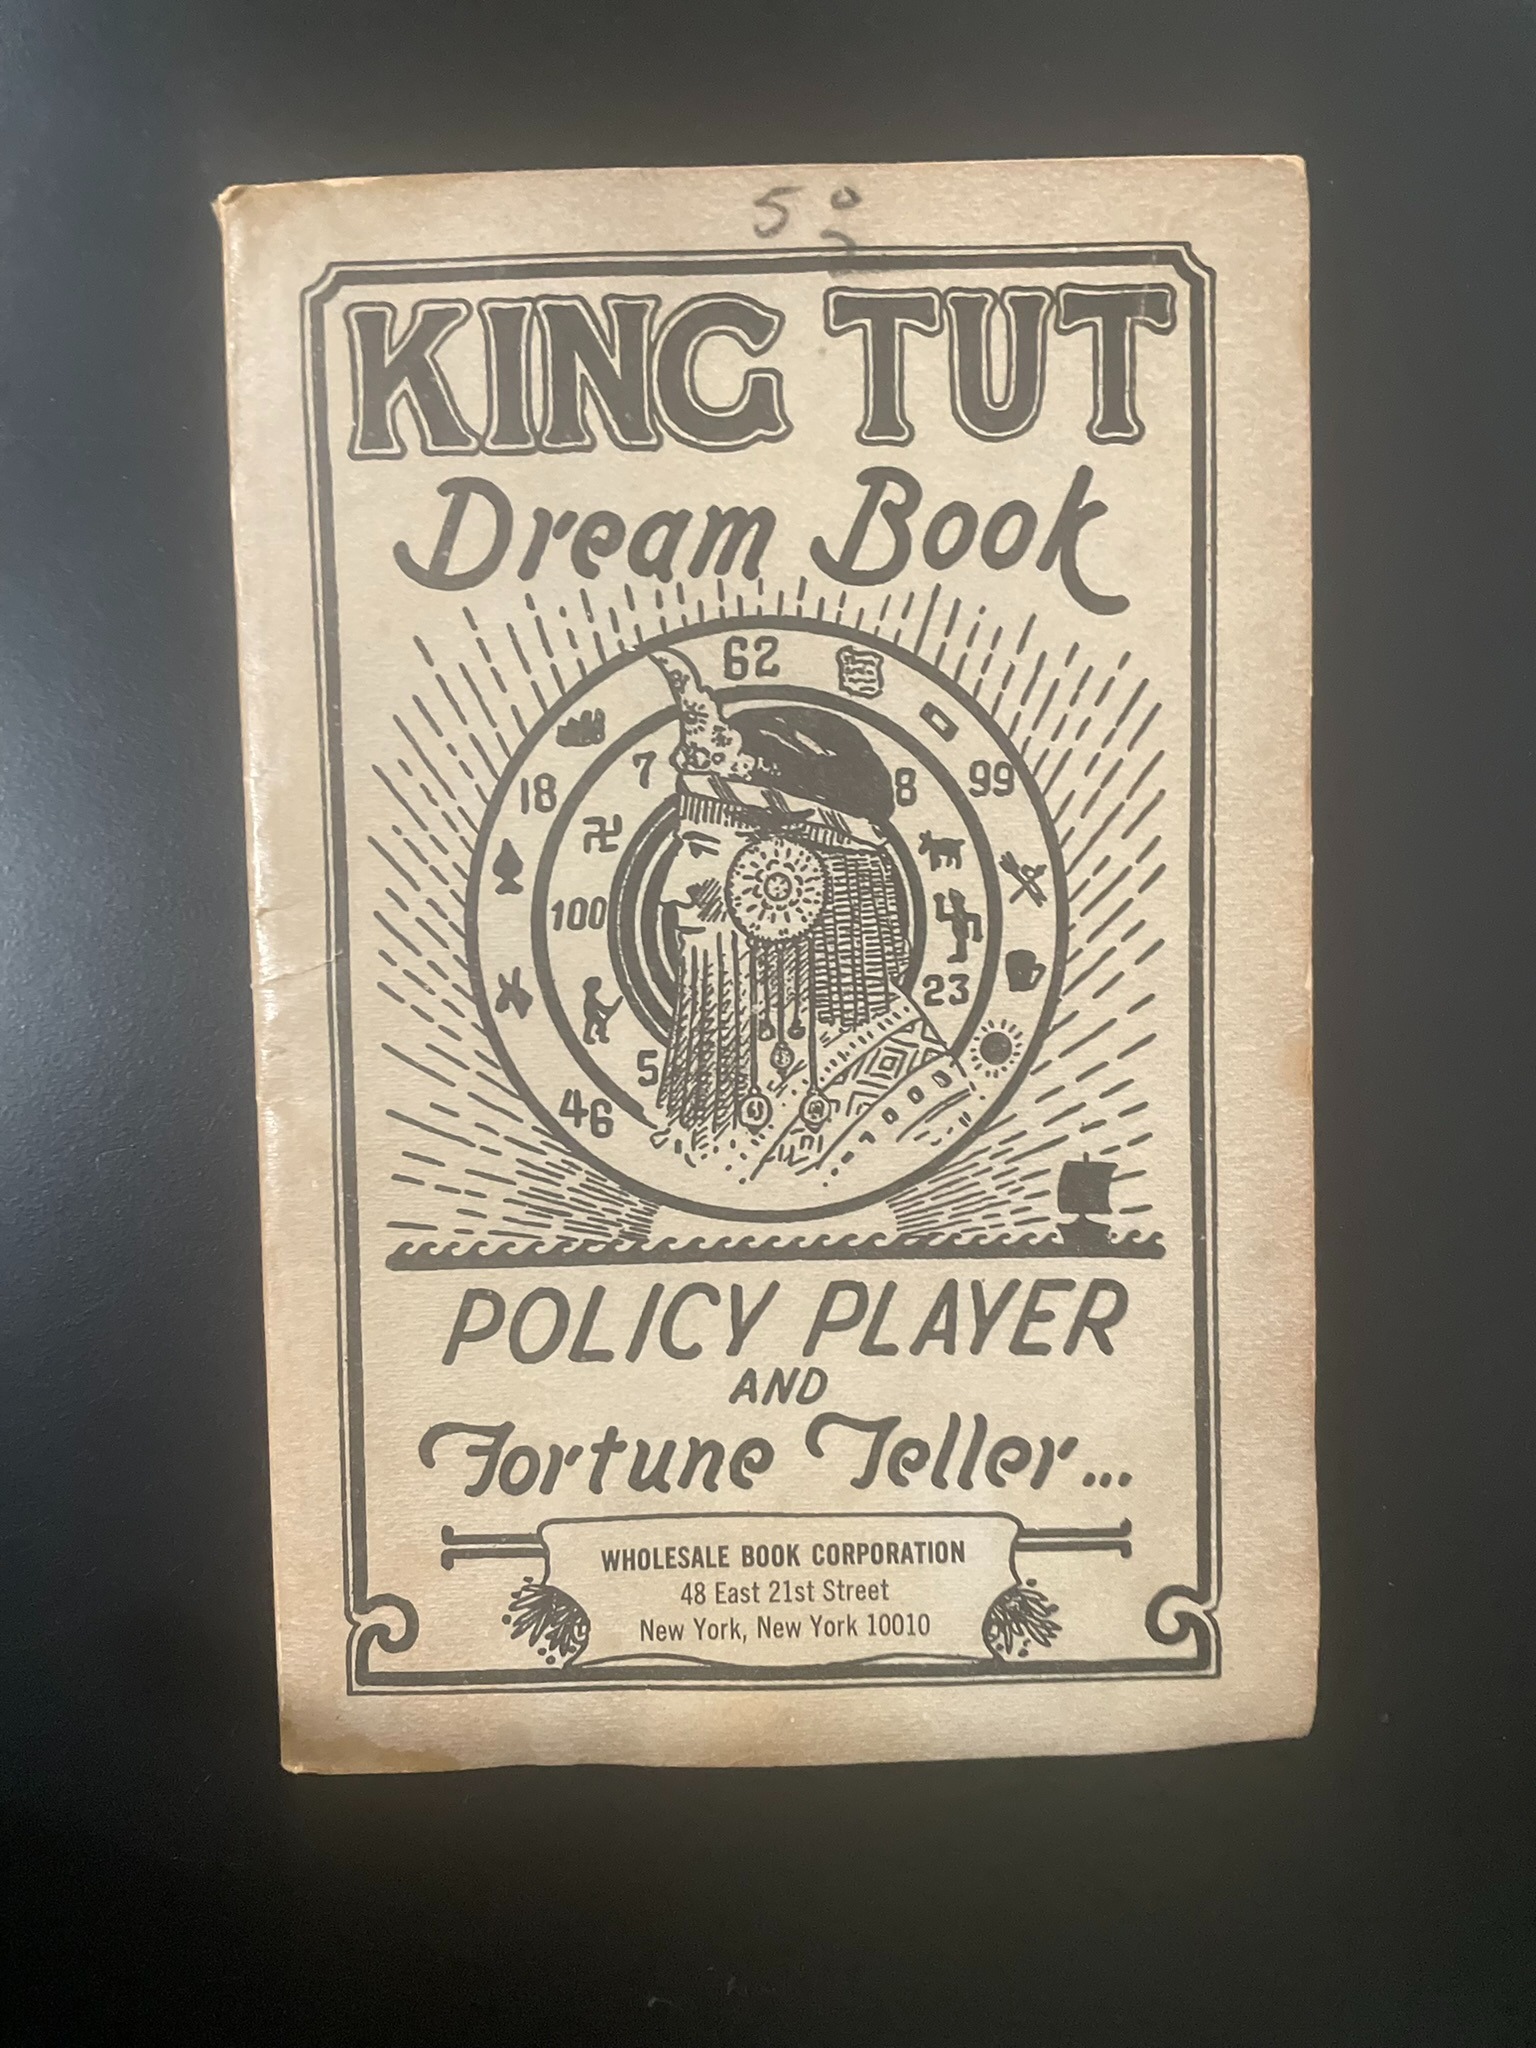 5 0
KING TUT
Dream Book
62
18
7
8
99
100
23
5
46
POLICY PLAYER
AND
Fortune Teller...
WHOLESALE BOOK CORPORATION
48 East 21st Street
New York, New York 10010